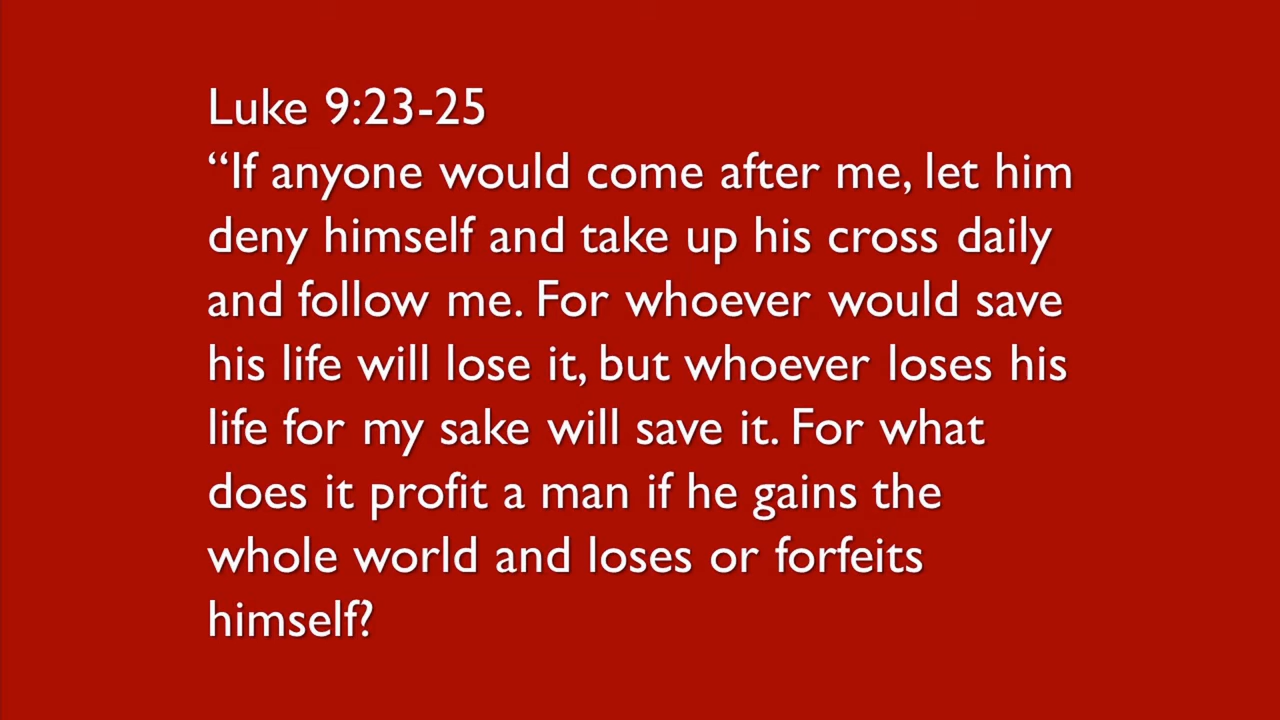 Luke 9:23-25
“If anyone would come after me, let him
deny himself and take up his cross daily
and follow me. For whoever would save
his life will lose it, but whoever loses his
life for my sake will save it. For what
does it profit a man if he gains the
whole world and loses or forfeits
himself?